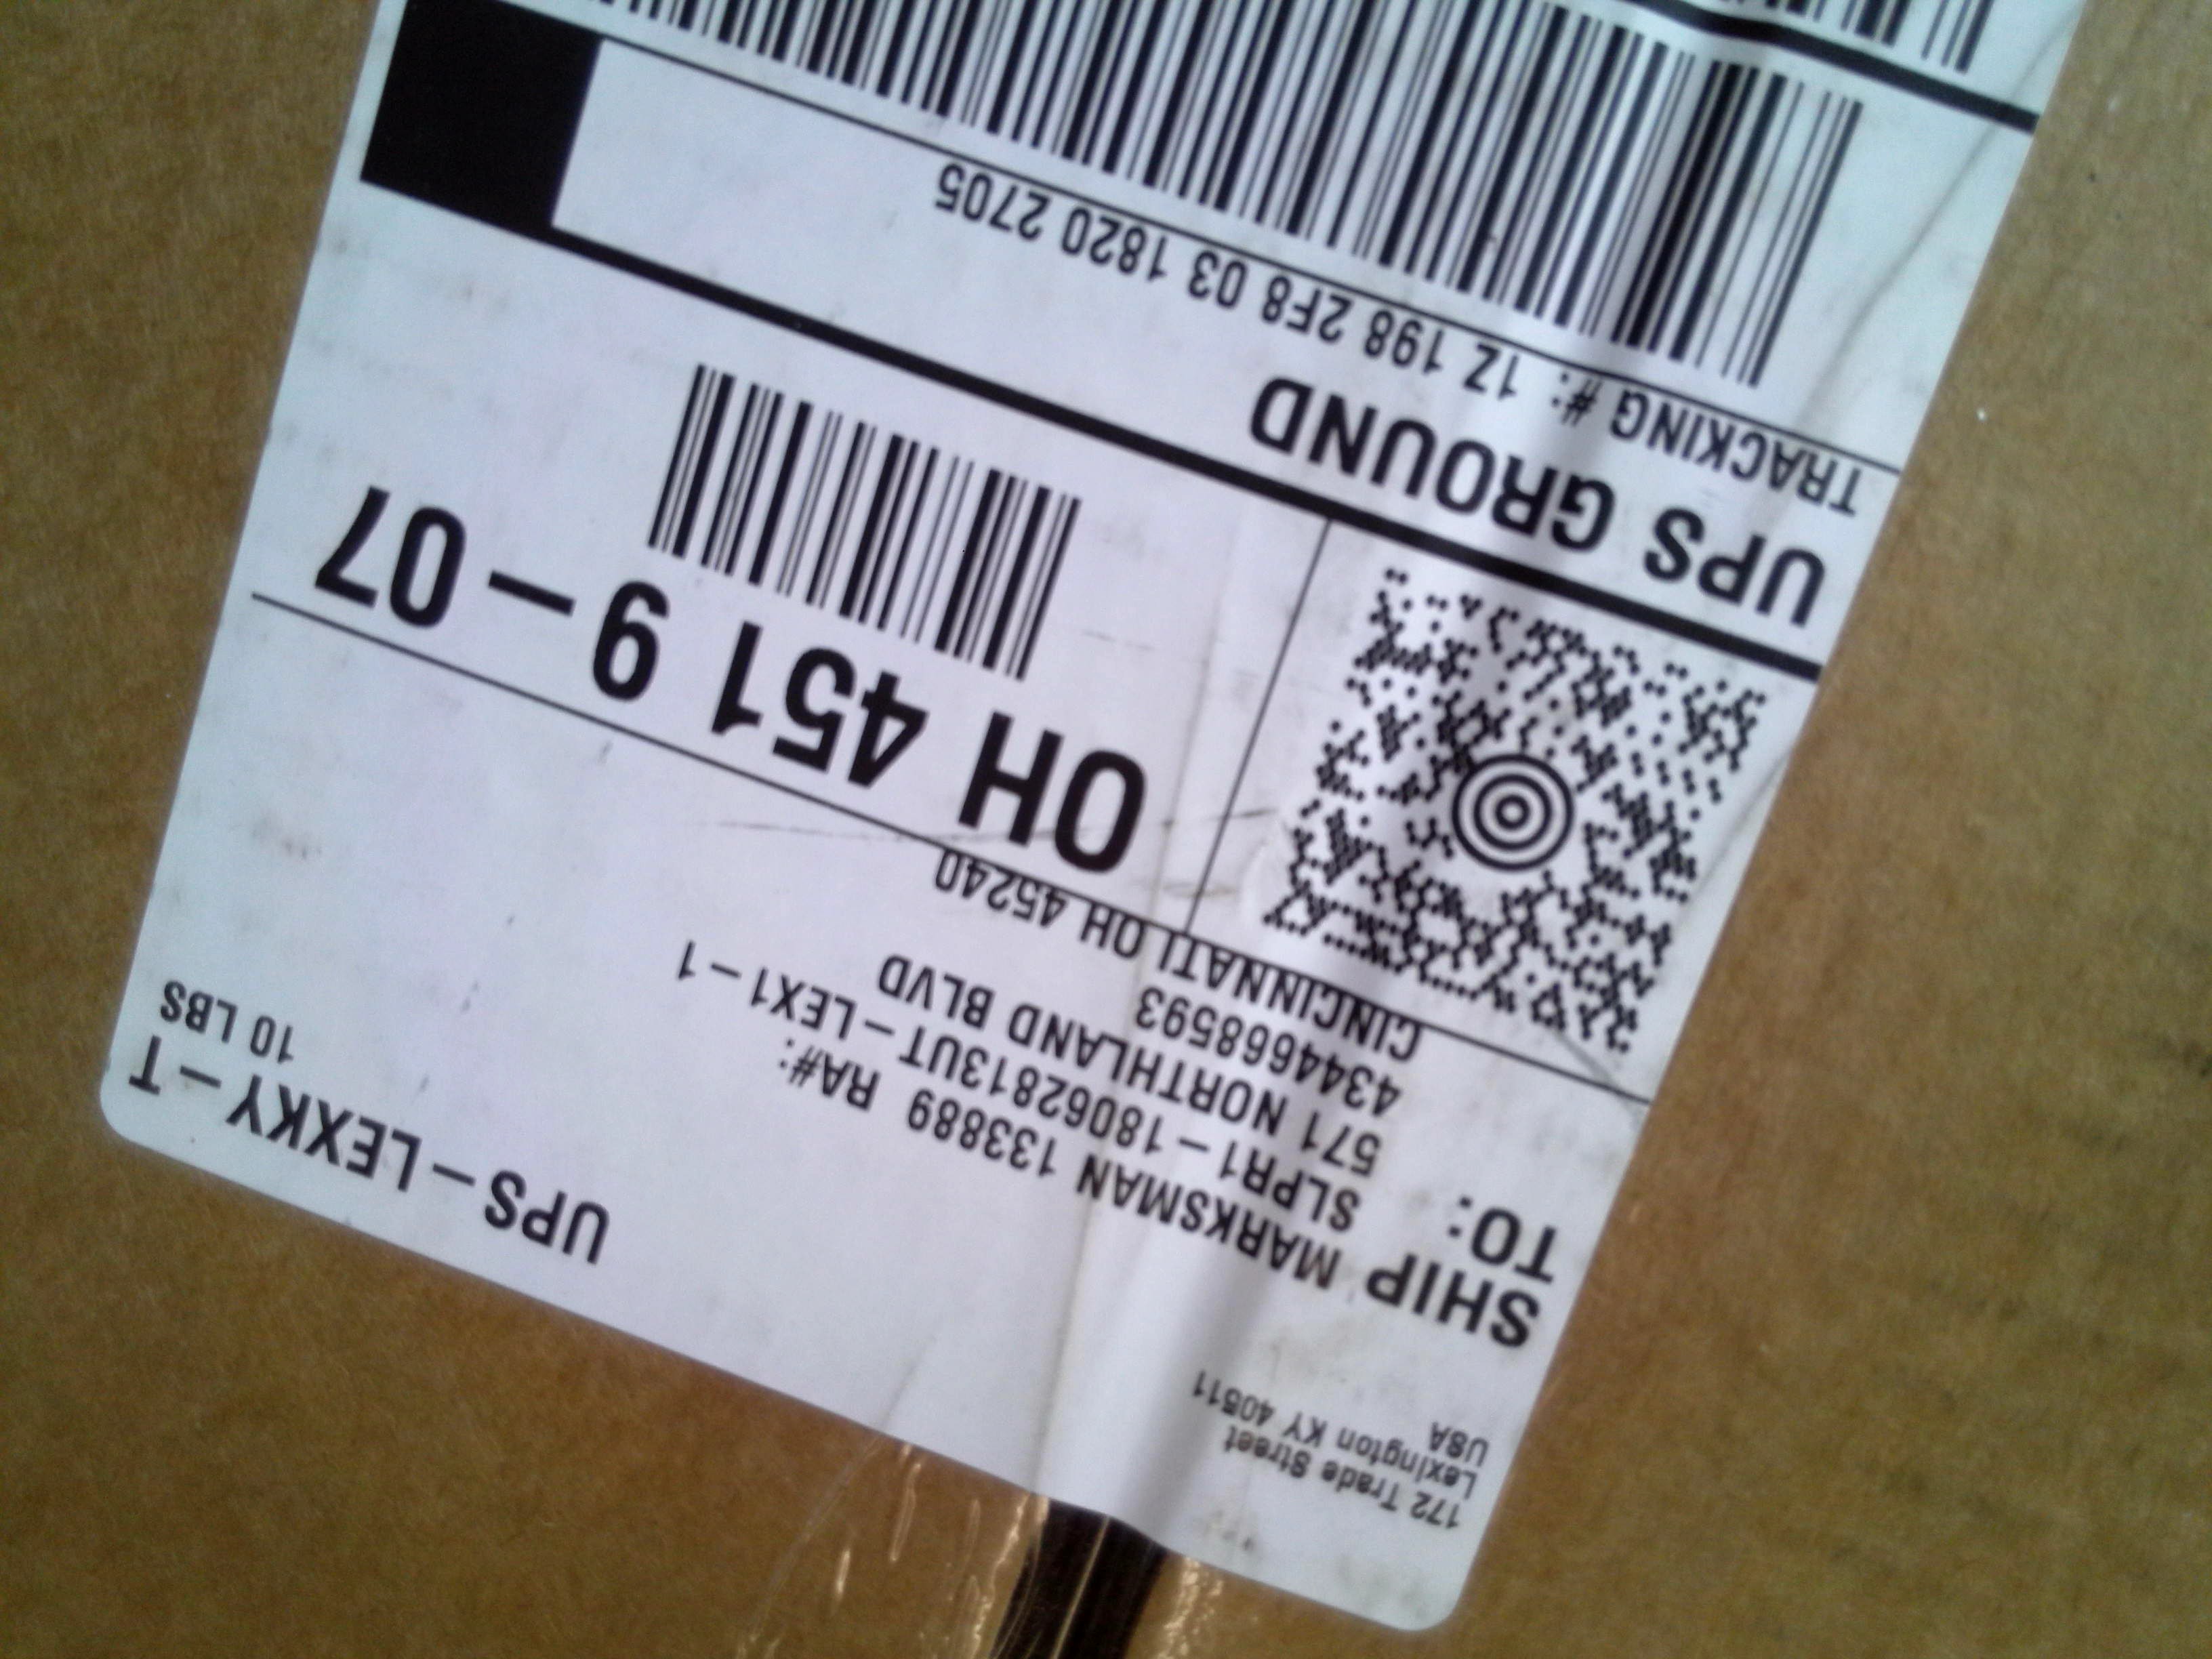 172 Trade Street
Lexington KY 40511
USA
UPS-LEXKY-T
10 LBS
SHIP
TO:
MARKSMAN 133889 RA#:
SLPR1-18062813UT-LEX1-1
571 NORTHLAND BLVD
4344668593
CINCINNATI OH 45240
OH 451 9-07
UPS GROUND
TRACKING #: 1Z 198 2F8 03 1820 2705